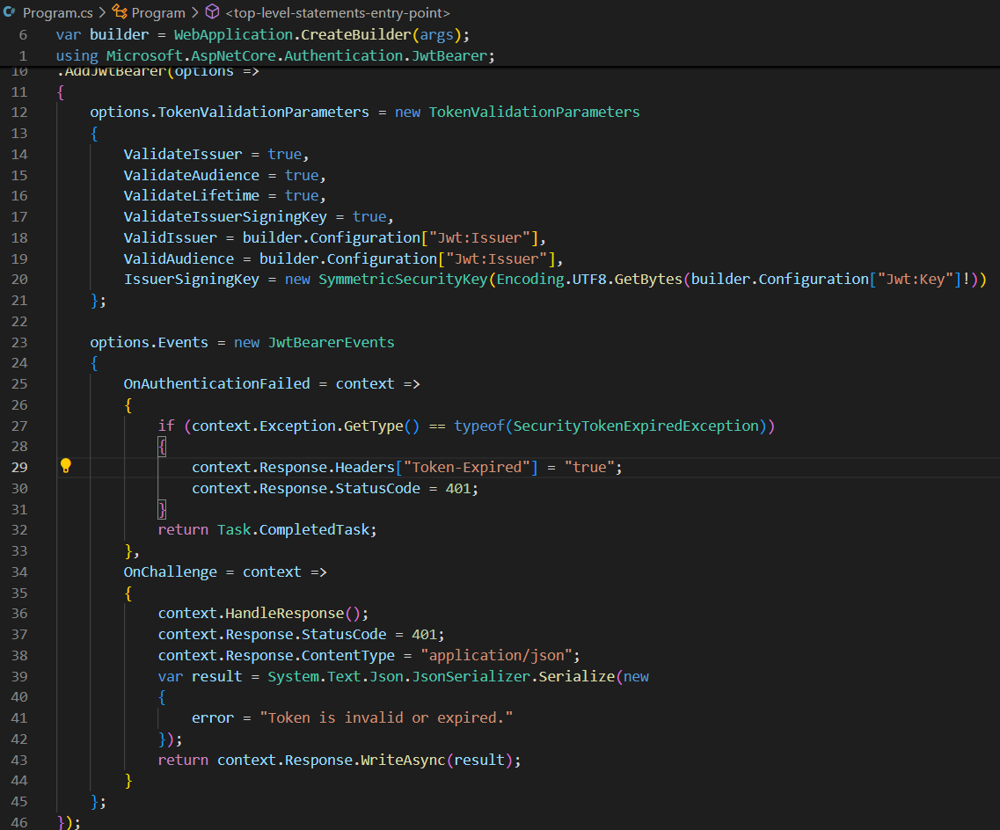 Program.cs > Program > <top-level-statements-entry-point>
6 var builder = WebApplication.CreateBuilder(args);
1 using Microsoft.AspNetCore.Authentication.JwtBearer;
10 .AddJwtBearer(options =>
11 {
12 options.TokenValidationParameters = new TokenValidationParameters
13 {
14 ValidateIssuer = true,
15 ValidateAudience = true,
16 ValidateLifetime = true,
17 ValidateIssuerSigningKey = true,
18 ValidIssuer = builder.Configuration["Jwt:Issuer"],
19 ValidAudience = builder.Configuration["Jwt:Issuer"],
20 IssuerSigningKey = new SymmetricSecurityKey(Encoding.UTF8.GetBytes(builder.Configuration["Jwt:Key"]!))
21 };
22
23 options.Events = new JwtBearerEvents
24 {
25 OnAuthenticationFailed = context =>
26 {
27 if (context.Exception.GetType() == typeof(SecurityTokenExpiredException))
28 {
29 context.Response.Headers["Token-Expired"] = "true";
30 context.Response.StatusCode = 401;
31 }
32 return Task.CompletedTask;
33 },
34 OnChallenge = context =>
35 {
36 context.HandleResponse();
37 context.Response.StatusCode = 401;
38 context.Response.ContentType = "application/json";
39 var result = System.Text.Json.JsonSerializer.Serialize(new
40 {
41 error = "Token is invalid or expired."
42 });
43 return context.Response.WriteAsync(result);
44 }
45 };
46 });